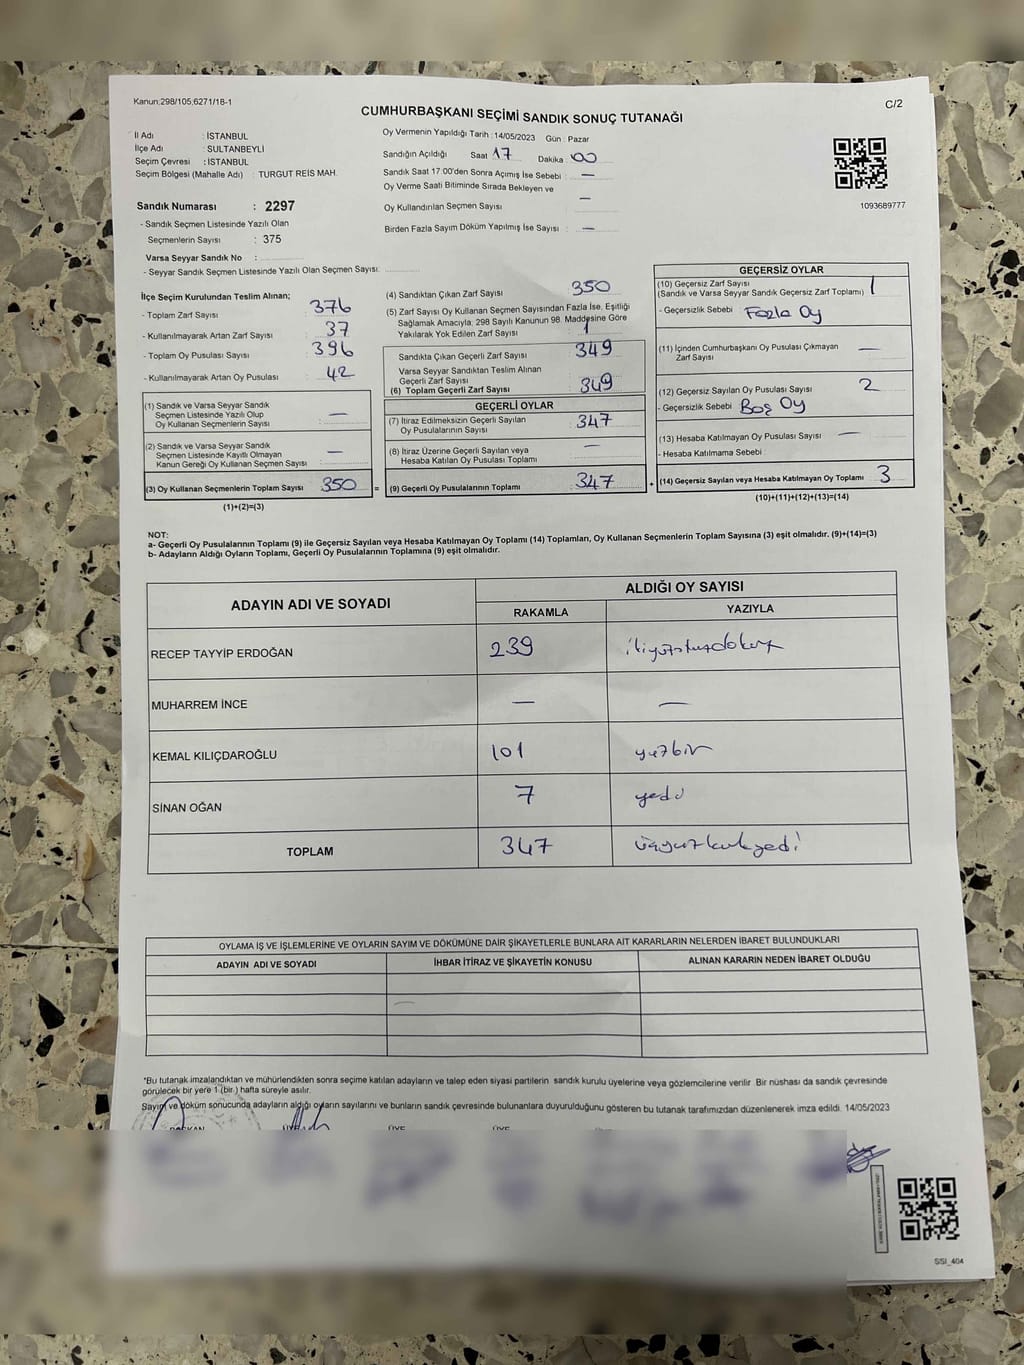 Kanun:298/105;6271/18-1
C/2
CUMHURBAŞKANI SEÇİMİ SANDIK SONUÇ TUTANAĞI
İl Adı : İSTANBUL
İlçe Adı : SULTANBEYLİ
Seçim Çevresi : İSTANBUL
Seçim Bölgesi (Mahalle Adı) : TURGUT REİS MAH.
Sandık Numarası : 2297
- Sandık Seçmen Listesinde Yazılı Olan
Seçmenlerin Sayısı : 375
Varsa Seyyar Sandık No :
- Seyyar Sandık Seçmen Listesinde Yazılı Olan Seçmen Sayısı:
Oy Vermenin Yapıldığı Tarih :14/05/2023 Gün : Pazar
Sandığın Açıldığı Saat 17 Dakika 00
Sandık Saat 17:00'den Sonra Açımış İse Sebebi : —
Oy Verme Saati Bitiminde Sırada Bekleyen ve
Oy Kullandırılan Seçmen Sayısı —
Birden Fazla Sayım Döküm Yapılmış İse Sayısı : —
1093689777
İlçe Seçim Kurulundan Teslim Alınan;
- Toplam Zarf Sayısı : 376
- Kullanılmayarak Artan Zarf Sayısı : 37
- Toplam Oy Pusulası Sayısı : 396
- Kullanılmayarak Artan Oy Pusulası : 42
(1) Sandık ve Varsa Seyyar Sandık
Seçmen Listesinde Yazılı Olup
Oy Kullanan Seçmenlerin Sayısı : —
(2) Sandık ve Varsa Seyyar Sandık
Seçmen Listesinde Kayıtlı Olmayan
Kanun Gereği Oy Kullanan Seçmen Sayısı : —
(3) Oy Kullanan Seçmenlerin Toplam Sayısı : 350 =
(1)+(2)=(3)
(4) Sandıktan Çıkan Zarf Sayısı : 350
(5) Zarf Sayısı Oy Kullanan Seçmen Sayısından Fazla İse, Eşitliği
Sağlamak Amacıyla; 298 Sayılı Kanunun 98. Maddesine Göre
Yakılarak Yok Edilen Zarf Sayısı : 1
Sandıkta Çıkan Geçerli Zarf Sayısı : 349
Varsa Seyyar Sandıktan Teslim Alınan
Geçerli Zarf Sayısı
(6) Toplam Geçerli Zarf Sayısı : 349
GEÇERLİ OYLAR
(7) İtiraz Edilmeksizin Geçerli Sayılan
Oy Pusulalarının Sayısı : 347
(8) İtiraz Üzerine Geçerli Sayılan veya
Hesaba Katılan Oy Pusulası Toplamı : —
(9) Geçerli Oy Pusulalarının Toplamı : 347 +
GEÇERSİZ OYLAR
(10) Geçersiz Zarf Sayısı : 1
(Sandık ve Varsa Seyyar Sandık Geçersiz Zarf Toplamı)
- Geçersizlik Sebebi : Fazla Oy
(11) İçinden Cumhurbaşkanı Oy Pusulası Çıkmayan
Zarf Sayısı : —
(12) Geçersiz Sayılan Oy Pusulası Sayısı : 2
- Geçersizlik Sebebi : Boş Oy
(13) Hesaba Katılmayan Oy Pusulası Sayısı : —
- Hesaba Katılmama Sebebi :
(14) Geçersiz Sayılan veya Hesaba Katılmayan Oy Toplamı : 3
(10)+(11)+(12)+(13)=(14)
NOT:
a- Geçerli Oy Pusulalarının Toplamı (9) ile Geçersiz Sayılan veya Hesaba Katılmayan Oy Toplamı (14) Toplamları, Oy Kullanan Seçmenlerin Toplam Sayısına (3) eşit olmalıdır. (9)+(14)=(3)
b- Adayların Aldığı Oyların Toplamı, Geçerli Oy Pusulalarının Toplamına (9) eşit olmalıdır.
ADAYIN ADI VE SOYADI ALDIĞI OY SAYISI
RAKAMLA YAZIYLA
RECEP TAYYİP ERDOĞAN 239 ikiyüzotuzdokuz
MUHARREM İNCE — —
KEMAL KILIÇDAROĞLU 101 yüzbir
SİNAN OĞAN 7 yedi
TOPLAM 347 üçyüzkırkyedi
OYLAMA İŞ VE İŞLEMLERİNE VE OYLARIN SAYIM VE DÖKÜMÜNE DAİR ŞİKAYETLERLE BUNLARA AİT KARARLARIN NELERDEN İBARET BULUNDUKLARI
ADAYIN ADI VE SOYADI İHBAR İTİRAZ VE ŞİKAYETİN KONUSU ALINAN KARARIN NEDEN İBARET OLDUĞU
—
*Bu tutanak imzalandıktan ve mühürlendikten sonra seçime katılan adayların ve talep eden siyasi partilerin sandık kurulu üyelerine veya gözlemcilerine verilir. Bir nüshası da sandık çevresinde
görülecek bir yere 1 (bir) hafta süreyle asılır.
Sayım ve döküm sonucunda adayların aldığı oyların sayılarını ve bunların sandık çevresinde bulunanlara duyurulduğunu gösteren bu tutanak tarafımızdan düzenlenerek imza edildi. 14/05/2023
BAŞKAN ÜYE ÜYE ÜYE
SSI_404